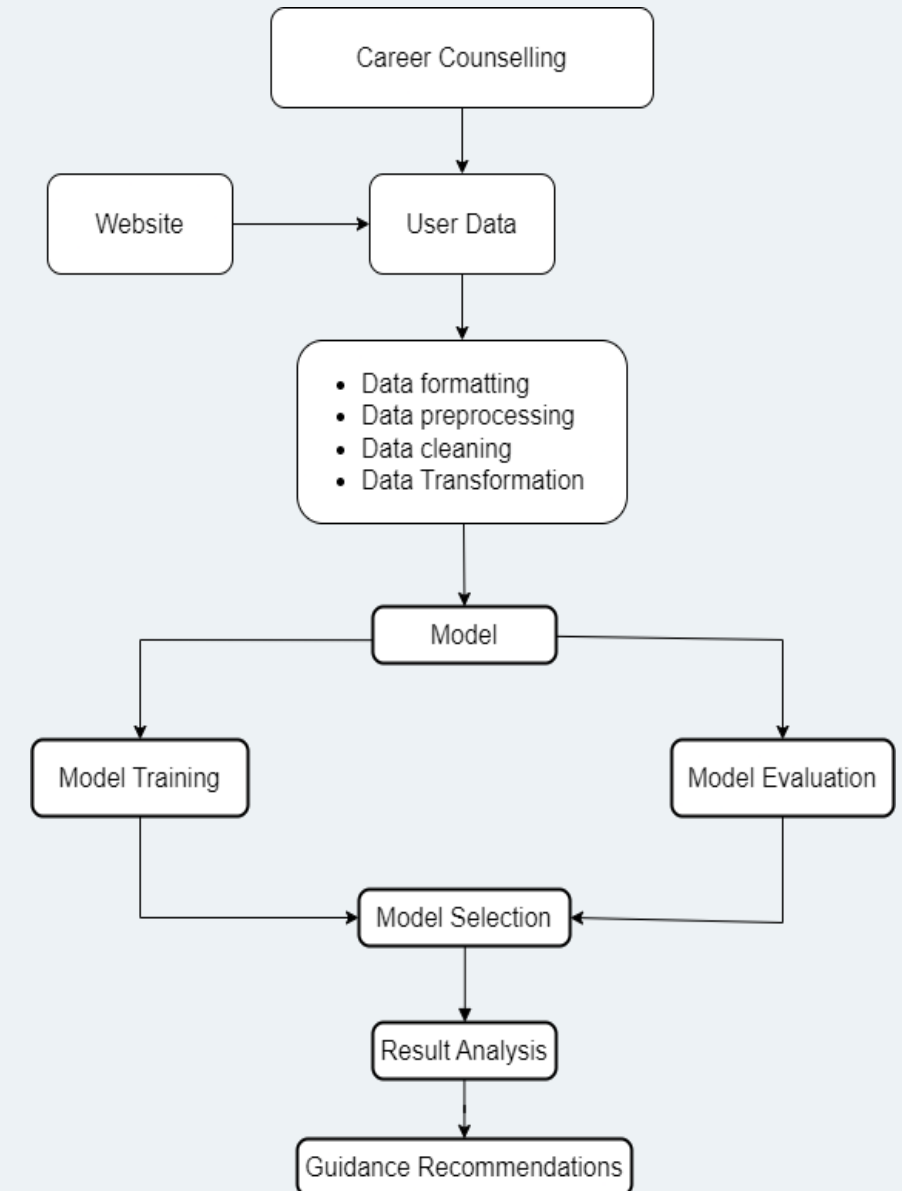 Career Counselling
Website
User Data
• Data formatting
• Data preprocessing
• Data cleaning
• Data Transformation
Model
Model Training
Model Evaluation
Model Selection
Result Analysis
Guidance Recommendations